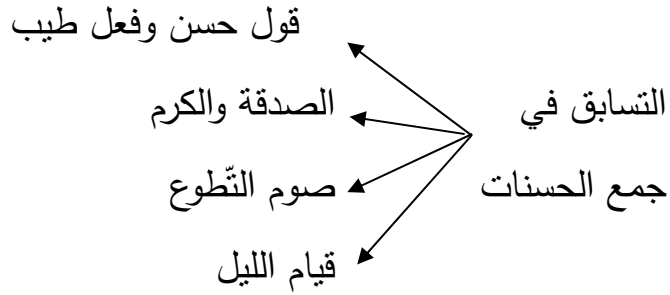 قول حسن وفعل طيب
التسابق في
الصدقة والكرم
جمع الحسنات
صوم التّطوع
قيام الليل